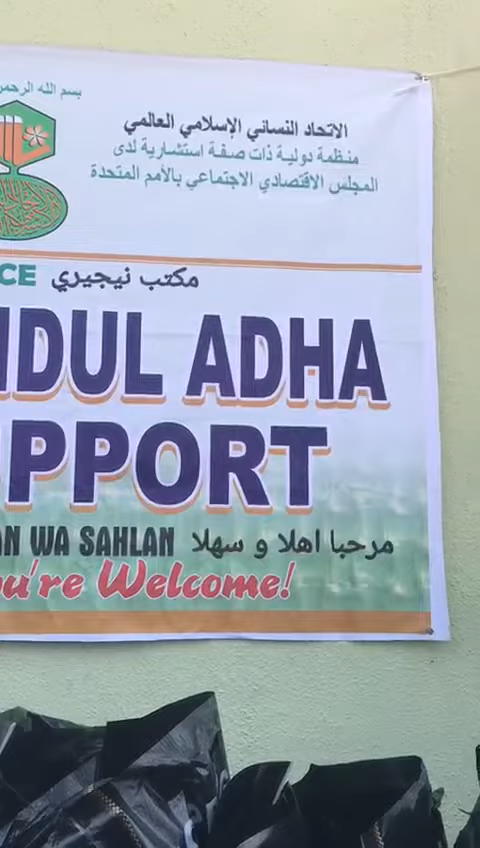 بسم الله الرحمن
الاتحاد النسائي الإسلامي العالمي
منظمة دولية ذات صفة استشارية لدى
المجلس الاقتصادي الاجتماعي بالأمم المتحدة
CE مكتب نيجيري
IDUL ADHA
PPORT
AN WA SAHLAN مرحبا اهلا و سهلا
u're Welcome!